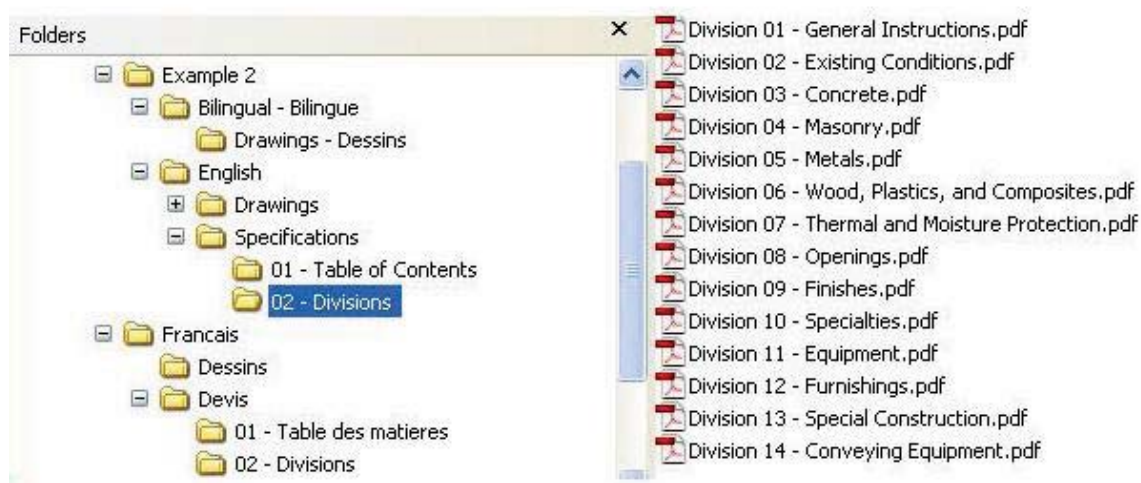 Folders
Example 2
Bilingual - Bilingue
Drawings - Dessins
English
Drawings
Specifications
01 - Table of Contents
02 - Divisions
Francais
Dessins
Devis
01 - Table des matieres
02 - Divisions
Division 01 - General Instructions.pdf
Division 02 - Existing Conditions.pdf
Division 03 - Concrete.pdf
Division 04 - Masonry.pdf
Division 05 - Metals.pdf
Division 06 - Wood, Plastics, and Composites.pdf
Division 07 - Thermal and Moisture Protection.pdf
Division 08 - Openings.pdf
Division 09 - Finishes.pdf
Division 10 - Specialties.pdf
Division 11 - Equipment.pdf
Division 12 - Furnishings.pdf
Division 13 - Special Construction.pdf
Division 14 - Conveying Equipment.pdf